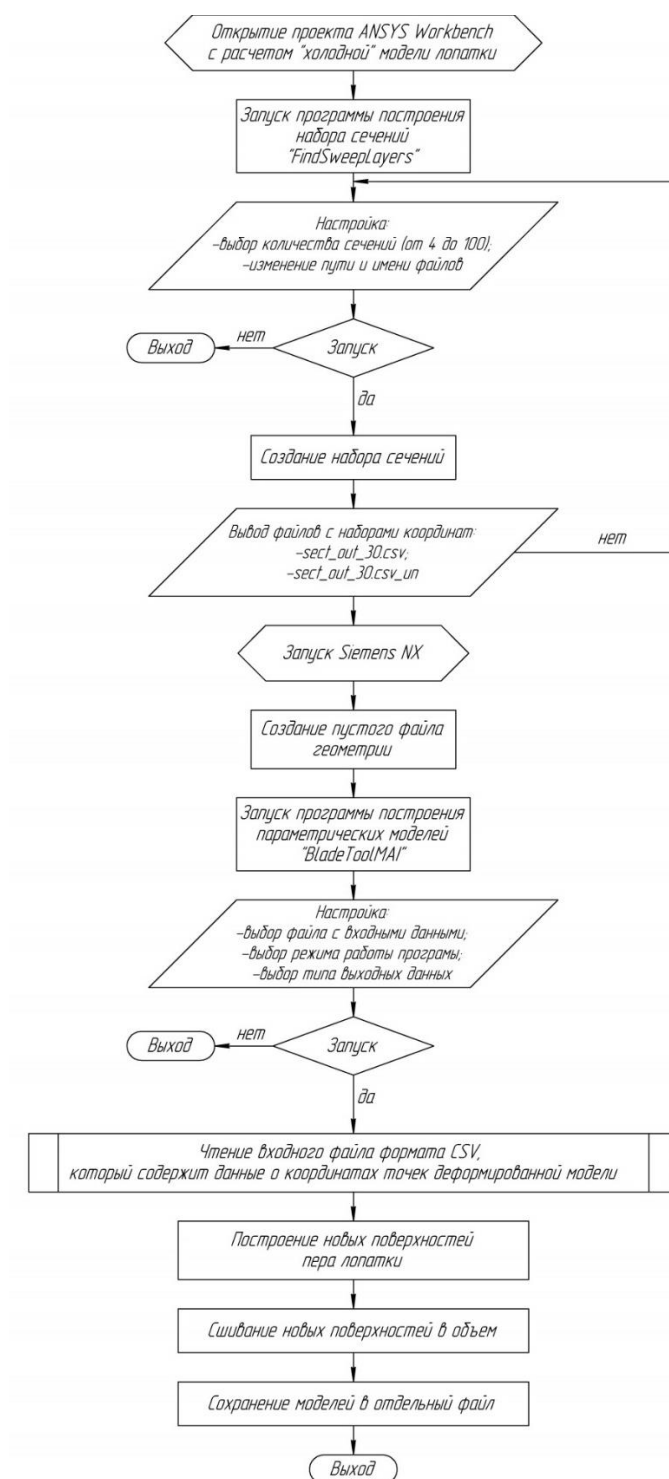 Открытие проекта ANSYS Workbench
с расчетом "холодной" модели лопатки
Запуск программы построения
набора сечений
"FindSweepLayers"
Настройка:
-выбор количества сечений (от 4 до 100);
-изменение пути и имени файлов
Выход
нет
Запуск
да
Создание набора сечений
Вывод файлов с наборами координат:
-sect_out_30.csv;
-sect_out_30.csv_un
нет
Запуск Siemens NX
Создание пустого файла
геометрии
Запуск программы построения
параметрических моделей
"BladeToolMAI"
Настройка:
-выбор файла с входными данными;
-выбор режима работы програмы;
-выбор типа выходных данных
Выход
нет
Запуск
да
Чтение входного файла формата CSV,
который содержит данные о координатах точек деформированной модели
Построение новых поверхностей
пера лопатки
Сшивание новых поверхностей в объем
Сохранение моделей в отдельный файл
Выход